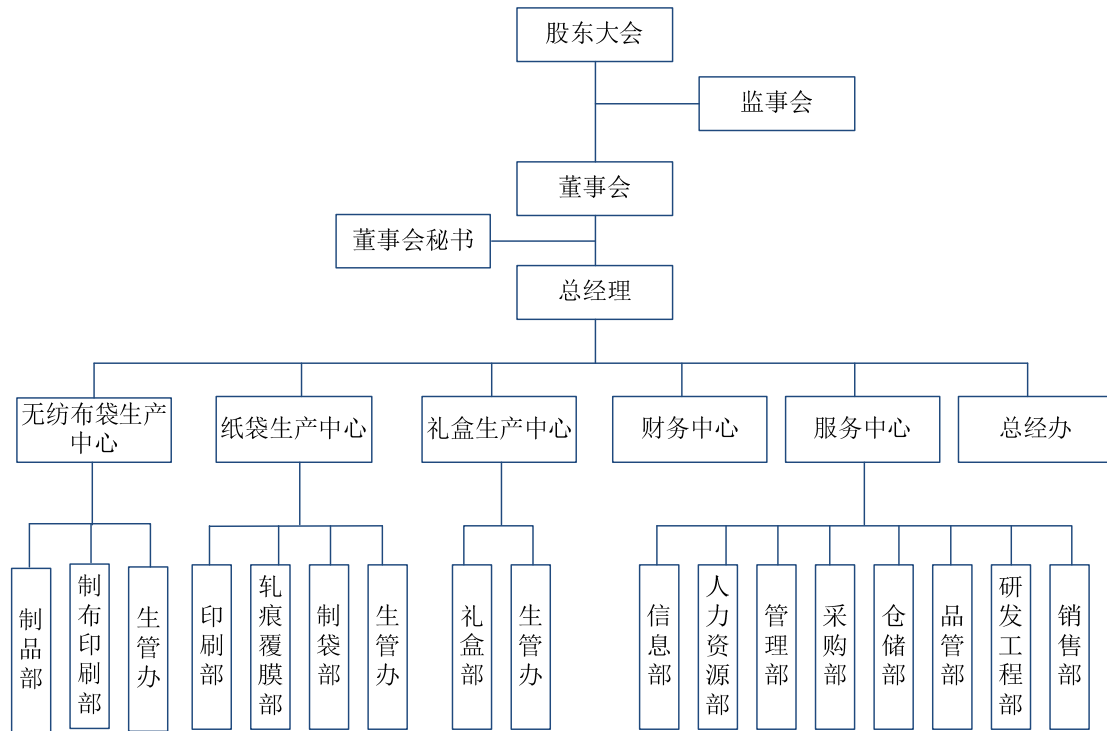 股东大会
监事会
董事会
董事会秘书
总经理
无纺布袋生产
中心
纸袋生产中心
礼盒生产中心
财务中心
服务中心
总经办
制品部
制布印刷部
生管办
印刷部
轧痕覆膜部
制袋部
生管办
礼盒部
生管办
信息部
人力资源部
管理部
采购部
仓储部
品管部
研发工程部
销售部